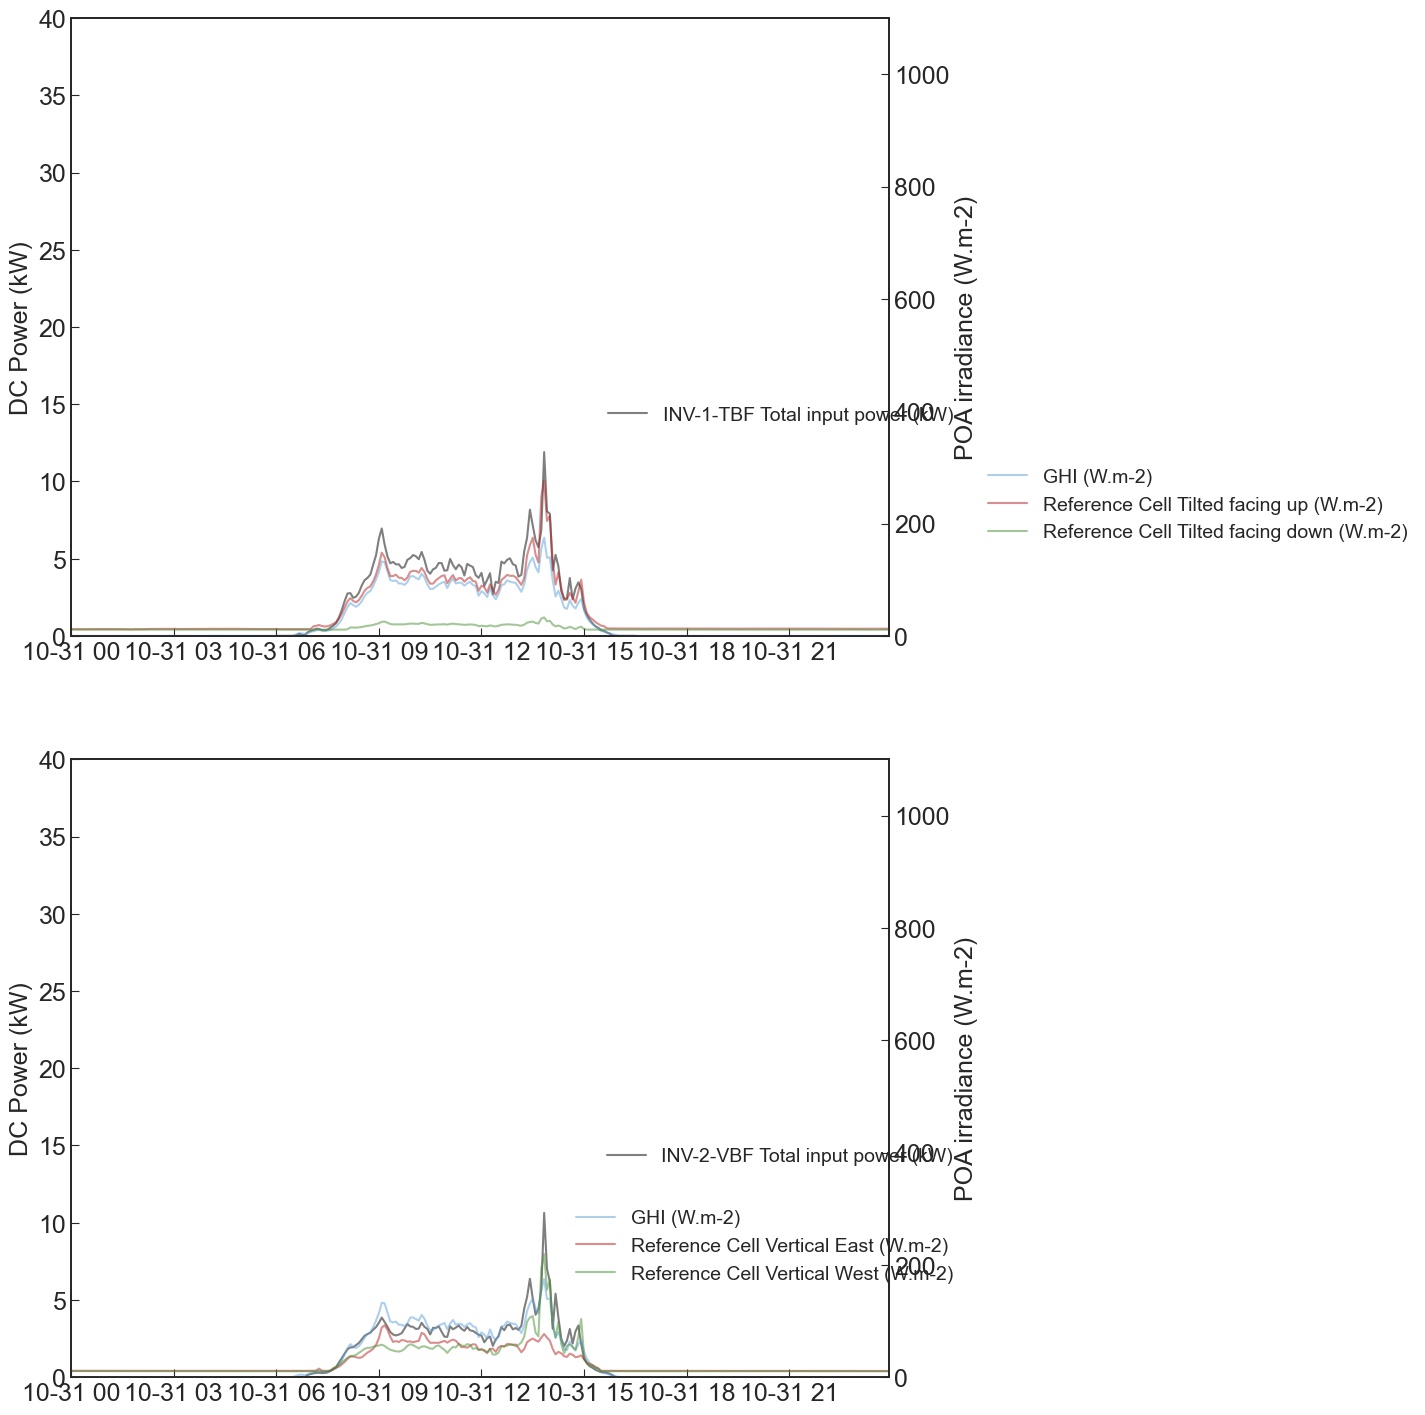 40
35
30
25
20
15
10
5
0
DC Power (kW)
1000
800
600
400
200
0
POA irradiance (W.m-2)
INV-1-TBF Total input power (kW)
GHI (W.m-2)
Reference Cell Tilted facing up (W.m-2)
Reference Cell Tilted facing down (W.m-2)
10-31 00 10-31 03 10-31 06 10-31 09 10-31 12 10-31 15 10-31 18 10-31 21
40
35
30
25
20
15
10
5
0
DC Power (kW)
1000
800
600
400
200
0
POA irradiance (W.m-2)
INV-2-VBF Total input power (kW)
GHI (W.m-2)
Reference Cell Vertical East (W.m-2)
Reference Cell Vertical West (W.m-2)
10-31 00 10-31 03 10-31 06 10-31 09 10-31 12 10-31 15 10-31 18 10-31 21